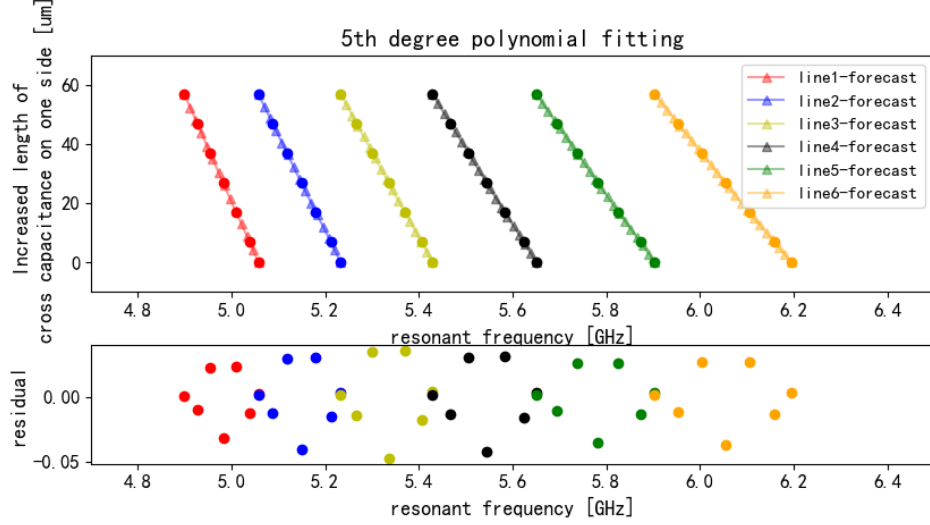 5th degree polynomial fitting
Increased length of
cross capacitance on one side [um]
60
40
20
0
line1-forecast
line2-forecast
line3-forecast
line4-forecast
line5-forecast
line6-forecast
4.8 5.0 5.2 5.4 5.6 5.8 6.0 6.2 6.4
resonant frequency [GHz]
residual
0.00
−0.05
4.8 5.0 5.2 5.4 5.6 5.8 6.0 6.2 6.4
resonant frequency [GHz]